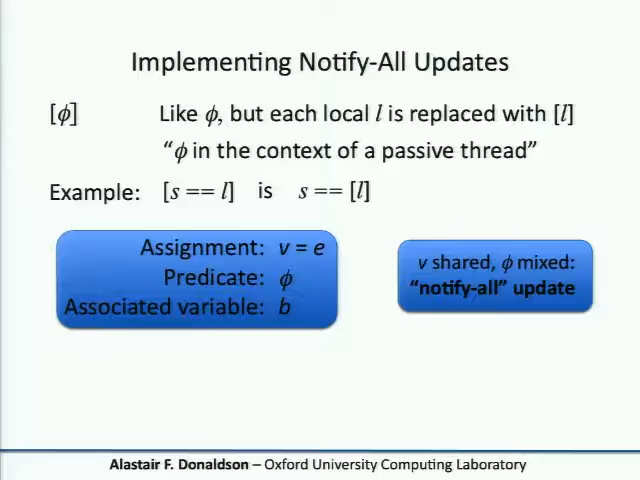 Implementing Notify-All Updates
[ϕ] Like ϕ, but each local l is replaced with [l]
“ϕ in the context of a passive thread”
Example: [s == l] is s == [l]
Assignment: v = e
Predicate: ϕ
Associated variable: b
v shared, ϕ mixed:
“notify-all” update
Alastair F. Donaldson – Oxford University Computing Laboratory